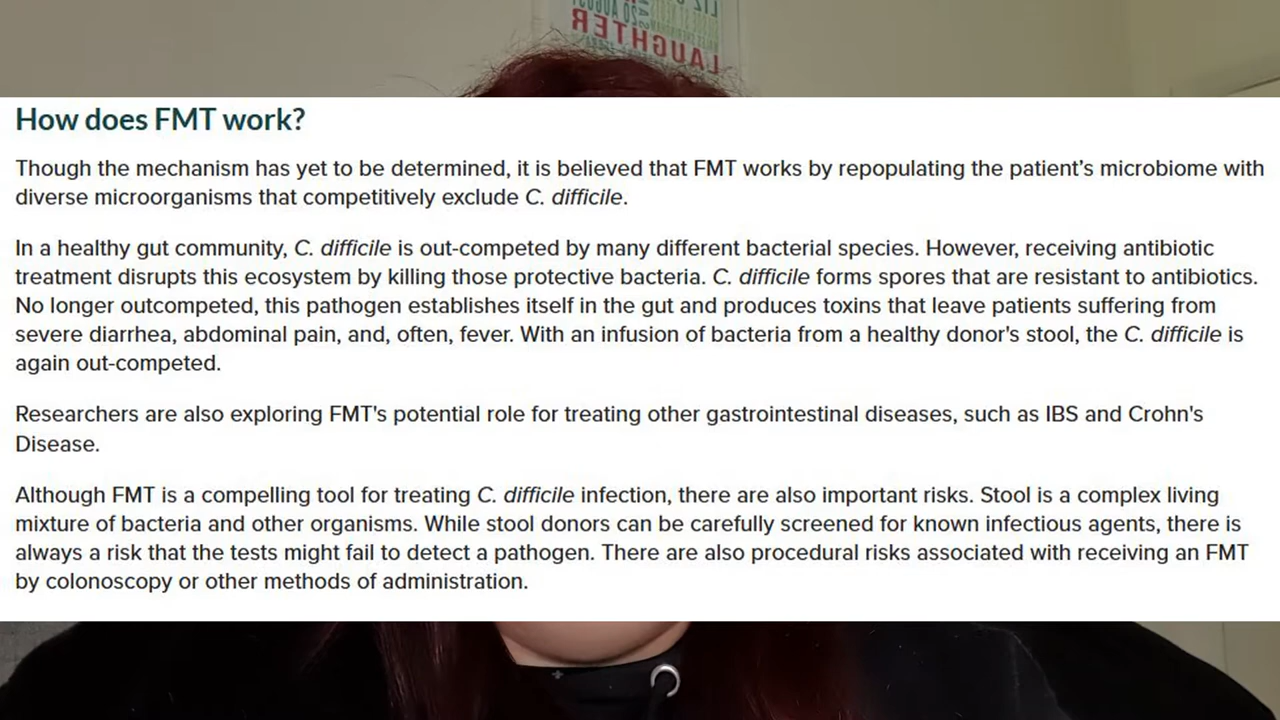 LAUGHTER
How does FMT work?
Though the mechanism has yet to be determined, it is believed that FMT works by repopulating the patient's microbiome with
diverse microorganisms that competitively exclude C. difficile.
In a healthy gut community, C. difficile is out-competed by many different bacterial species. However, receiving antibiotic
treatment disrupts this ecosystem by killing those protective bacteria. C. difficile forms spores that are resistant to antibiotics.
No longer outcompeted, this pathogen establishes itself in the gut and produces toxins that leave patients suffering from
severe diarrhea, abdominal pain, and, often, fever. With an infusion of bacteria from a healthy donor's stool, the C. difficile is
again out-competed.
Researchers are also exploring FMT's potential role for treating other gastrointestinal diseases, such as IBS and Crohn's
Disease.
Although FMT is a compelling tool for treating C. difficile infection, there are also important risks. Stool is a complex living
mixture of bacteria and other organisms. While stool donors can be carefully screened for known infectious agents, there is
always a risk that the tests might fail to detect a pathogen. There are also procedural risks associated with receiving an FMT
by colonoscopy or other methods of administration.